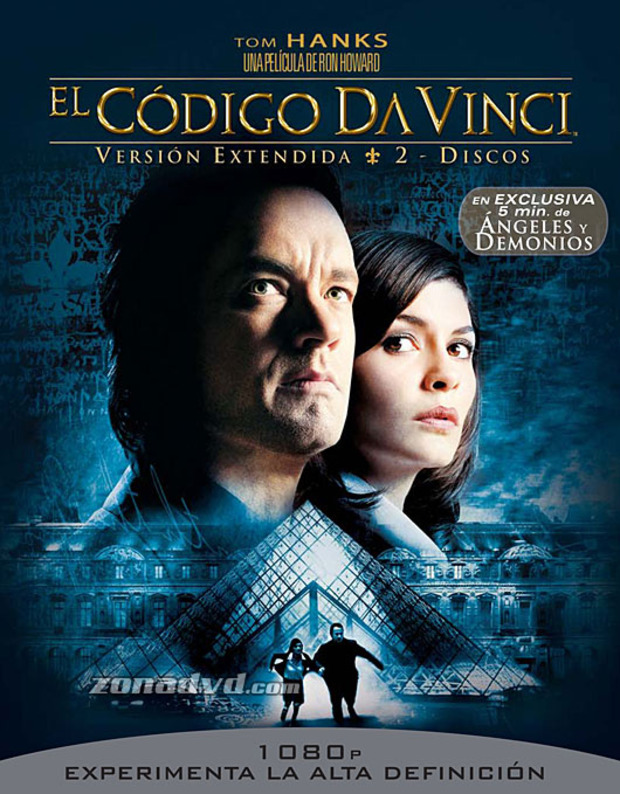 TOM HANKS
UNA PELÍCULA DE RON HOWARD
EL CÓDIGO DA VINCI™
VERSIÓN EXTENDIDA 2 - DISCOS
EN EXCLUSIVA
5 min. de
ÁNGELES Y
DEMONIOS
zonadvd.com
1080P
EXPERIMENTA LA ALTA DEFINICIÓN